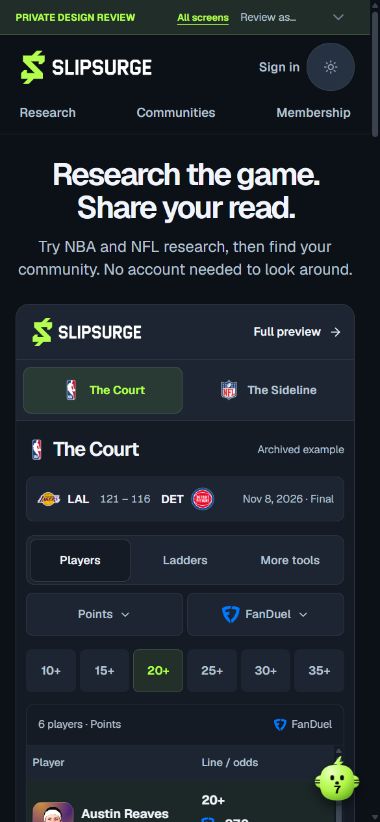 PRIVATE DESIGN REVIEW All screens Review as...
SLIPSURGE Sign in
Research Communities Membership
Research the game.
Share your read.
Try NBA and NFL research, then find your
community. No account needed to look around.
SLIPSURGE Full preview →
The Court NFL The Sideline
The Court Archived example
LAL 121 – 116 DET Nov 8, 2026 · Final
Players Ladders More tools
Points FanDuel
10+ 15+ 20+ 25+ 30+ 35+
6 players · Points FanDuel
Player Line / odds
20+
Austin Reaves